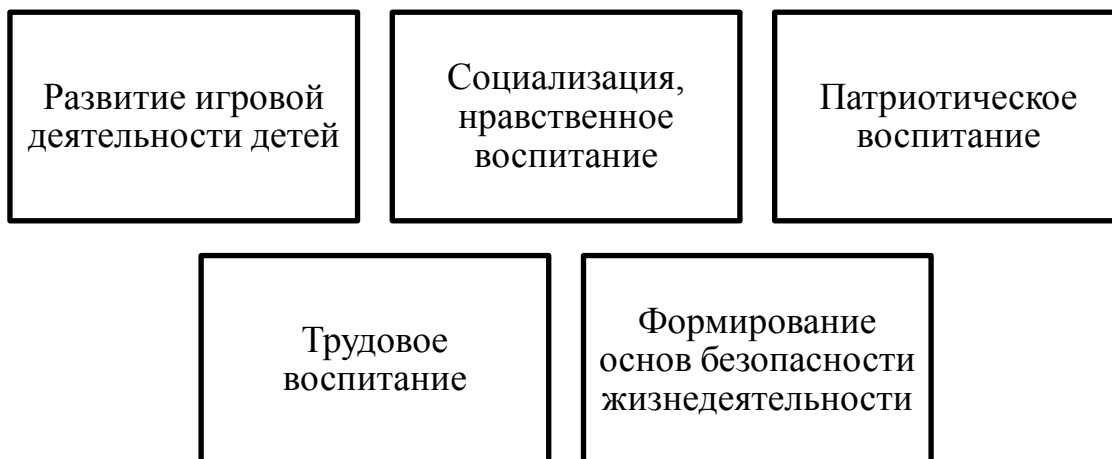 Развитие игровой
деятельности детей
Социализация,
нравственное
воспитание
Патриотическое
воспитание
Трудовое
воспитание
Формирование
основ безопасности
жизнедеятельности